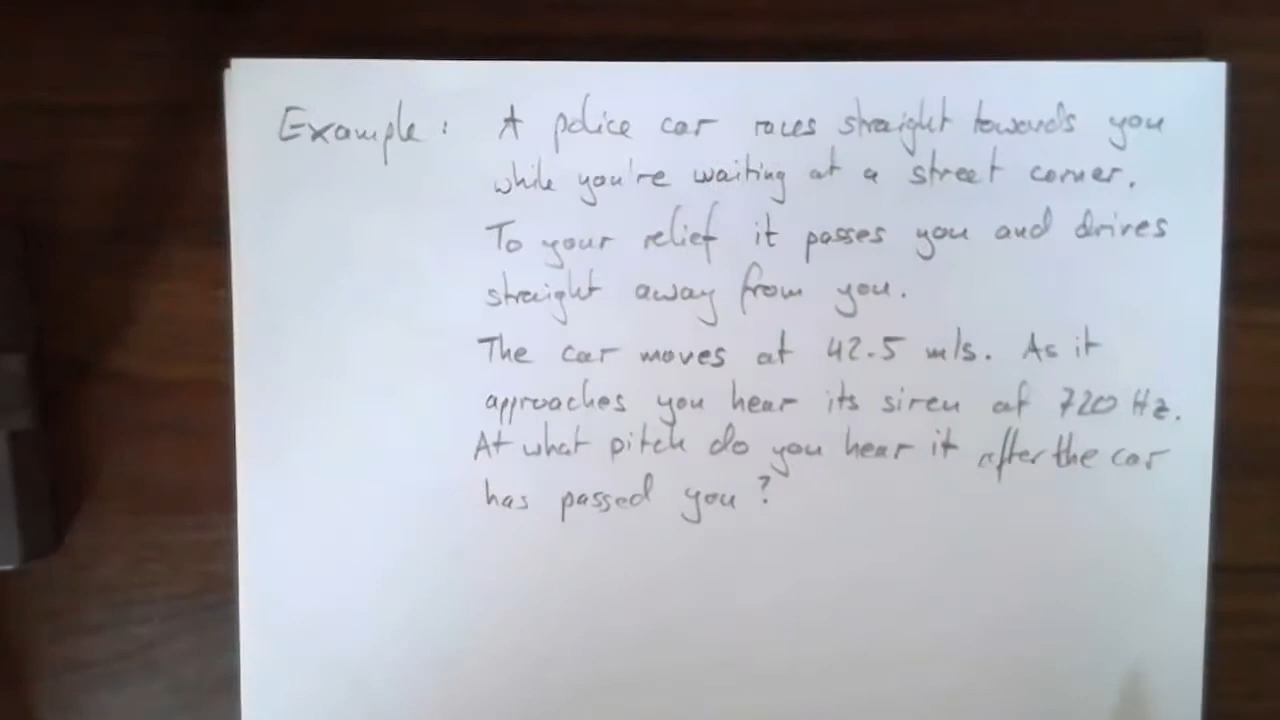 Example: A police car races straight towards you
while you're waiting at a street corner.
To your relief it passes you and drives
straight away from you.
The car moves at 42.5 m/s. As it
approaches you hear its siren at 720 Hz.
At what pitch do you hear it after the car
has passed you?